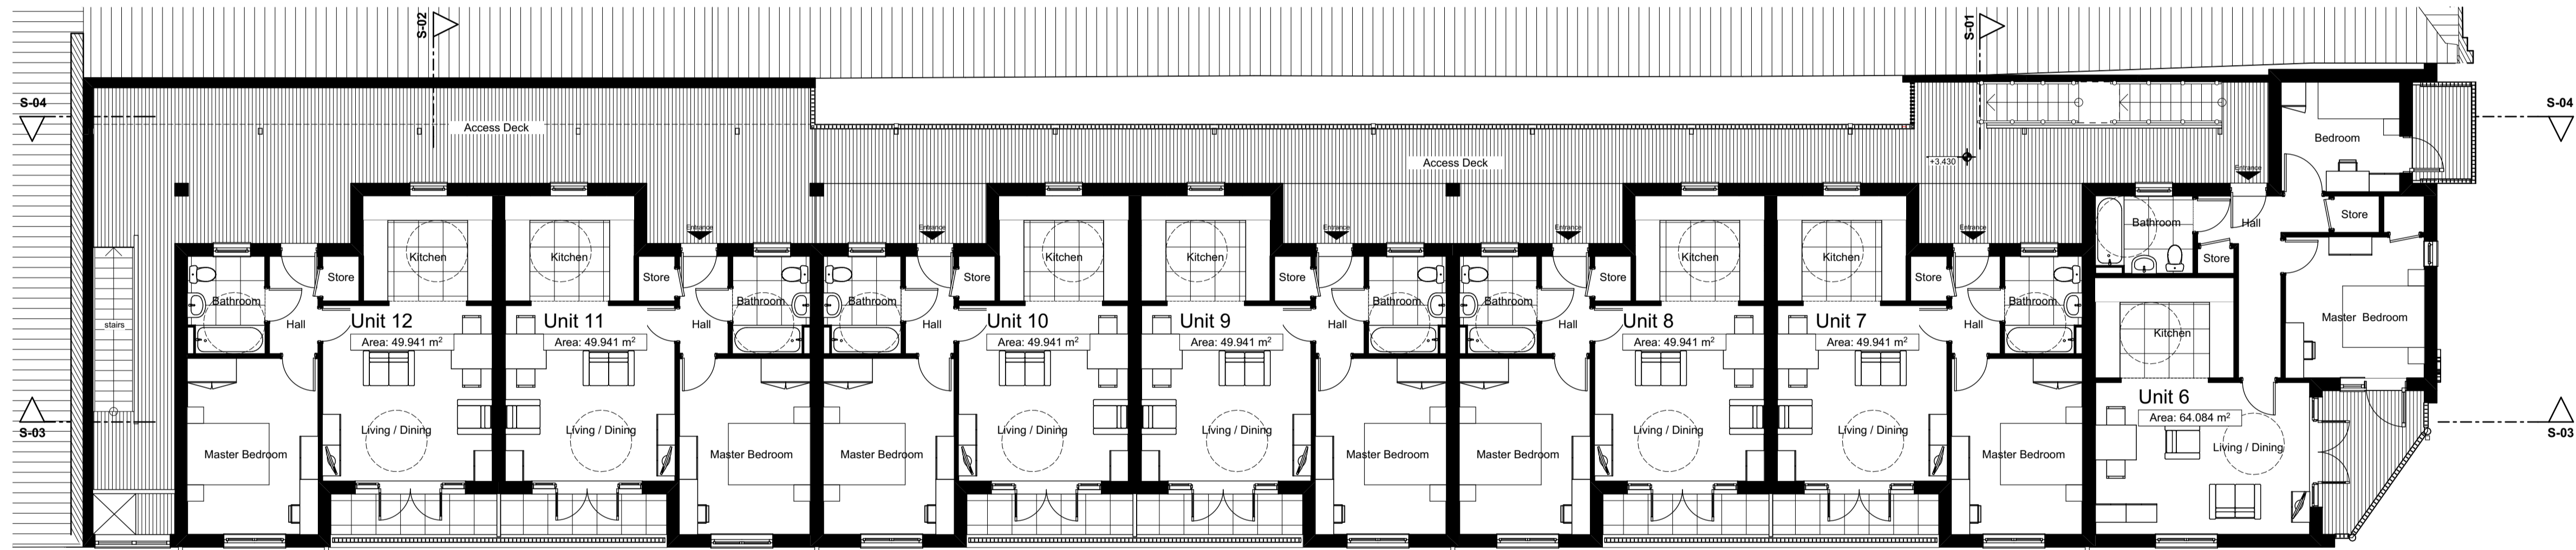 S-02
S-01
S-04
S-04
Access Deck
Access Deck
+3.430
Bedroom
Entrance
Entrance
Entrance
Entrance
Entrance
Entrance
Bathroom
Hall
Store
Store
Kitchen
Kitchen
Kitchen
Kitchen
Kitchen
Kitchen
Store
Store
Store
Store
Store
Store
stairs
Bathroom
Bathroom
Bathroom
Bathroom
Bathroom
Bathroom
Hall
Hall
Hall
Hall
Hall
Hall
Unit 12
Area: 49.941 m²
Unit 11
Area: 49.941 m²
Unit 10
Area: 49.941 m²
Unit 9
Area: 49.941 m²
Unit 8
Area: 49.941 m²
Unit 7
Area: 49.941 m²
Master Bedroom
Kitchen
Unit 6
Area: 64.084 m²
Living / Dining
Living / Dining
Living / Dining
Living / Dining
Living / Dining
Living / Dining
Living / Dining
Master Bedroom
Master Bedroom
Master Bedroom
Master Bedroom
Master Bedroom
Master Bedroom
S-03
S-03